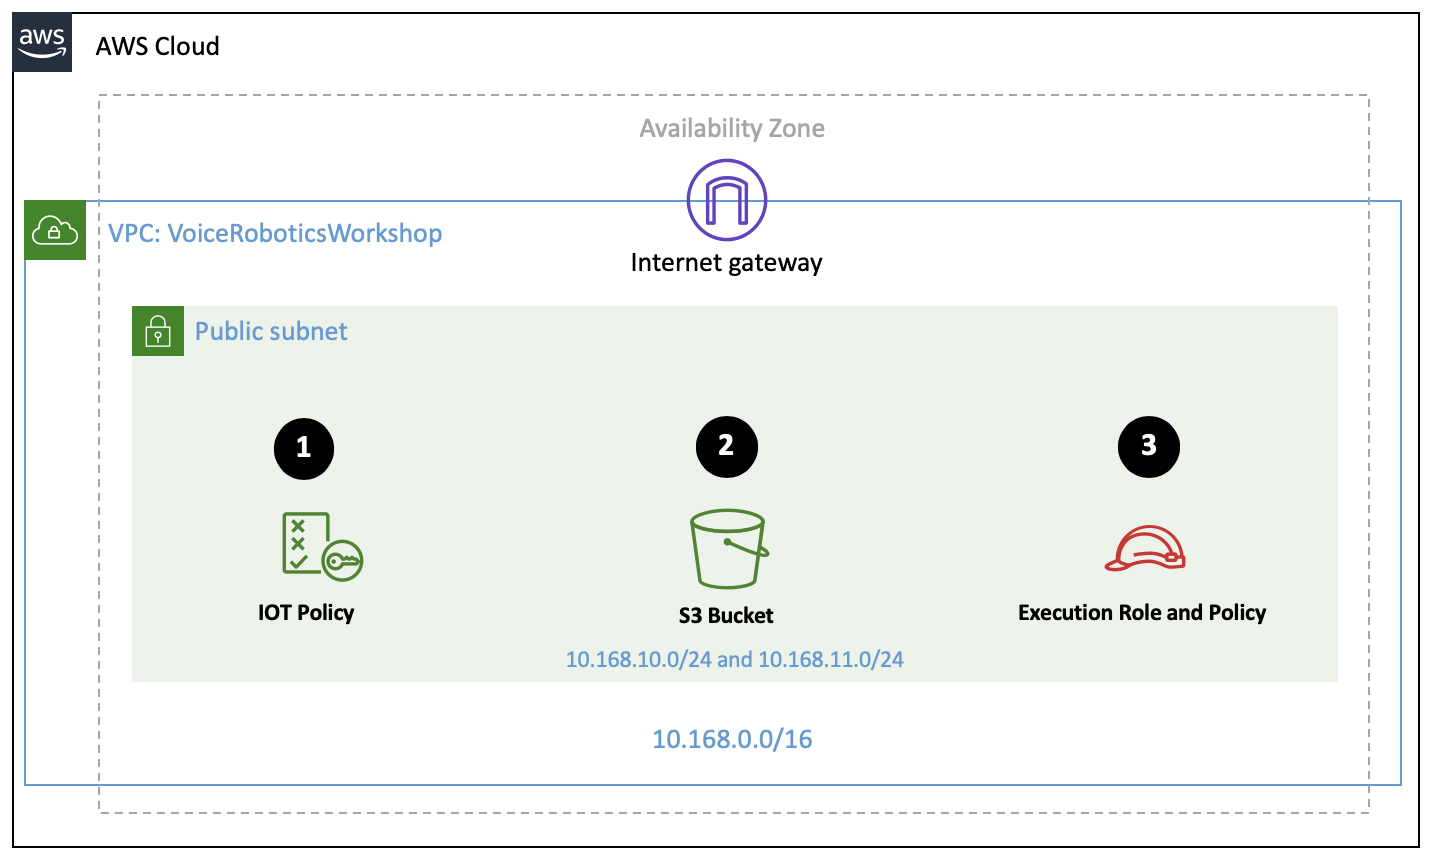 aws
AWS Cloud
Availability Zone
VPC: VoiceRoboticsWorkshop
Internet gateway
Public subnet
1
2
3
IOT Policy
S3 Bucket
Execution Role and Policy
10.168.10.0/24 and 10.168.11.0/24
10.168.0.0/16